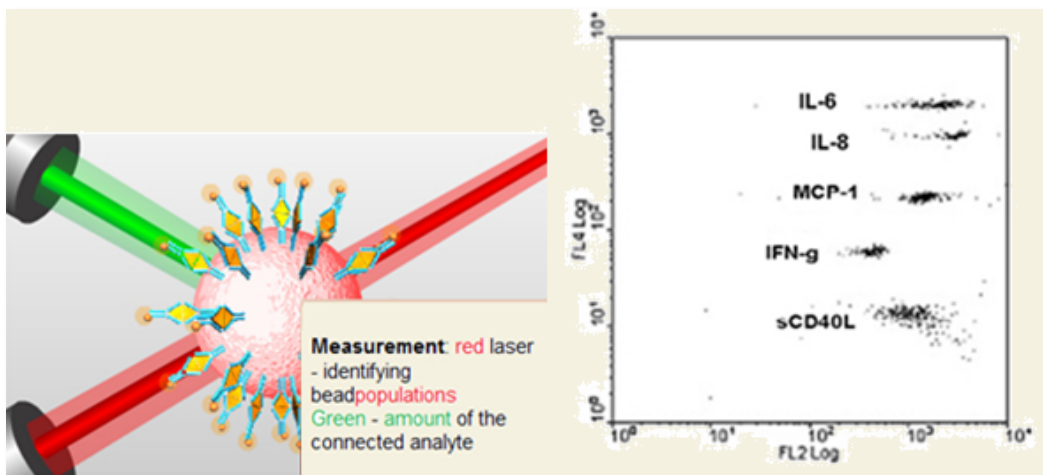 Measurement: red laser
- identifying
beadpopulations
Green - amount of the
connected analyte
10⁴
IL-6
10³
IL-8
MCP-1
10²
FL4 Log
IFN-g
10¹
sCD40L
10⁰
10⁰ 10¹ 10² 10³ 10⁴
FL2 Log